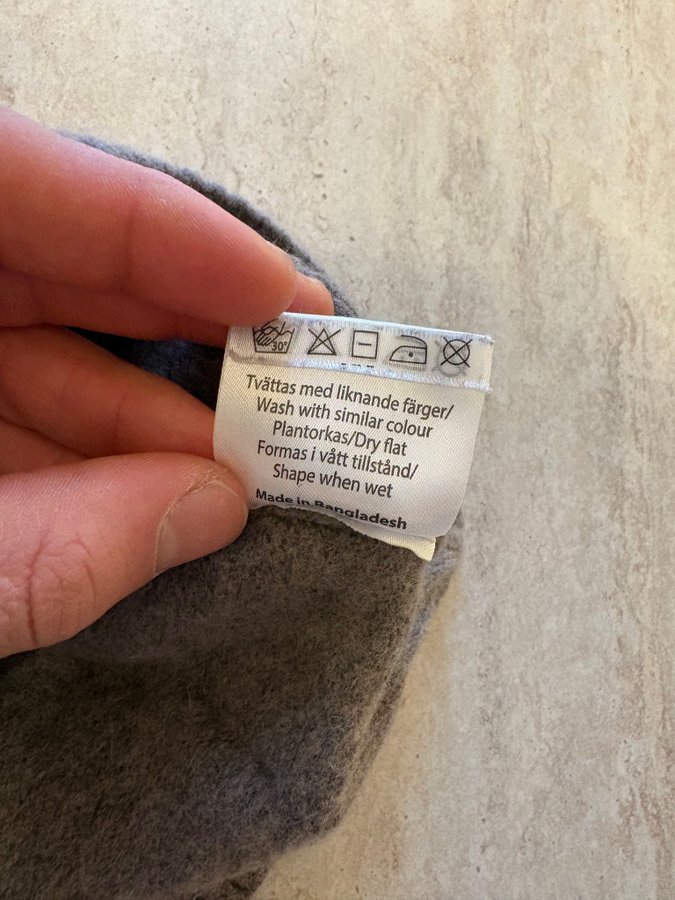 30°
Tvättas med liknande färger/
Wash with similar colour
Plantorkas/Dry flat
Formas i vått tillstånd/
Shape when wet
Made in Bangladesh